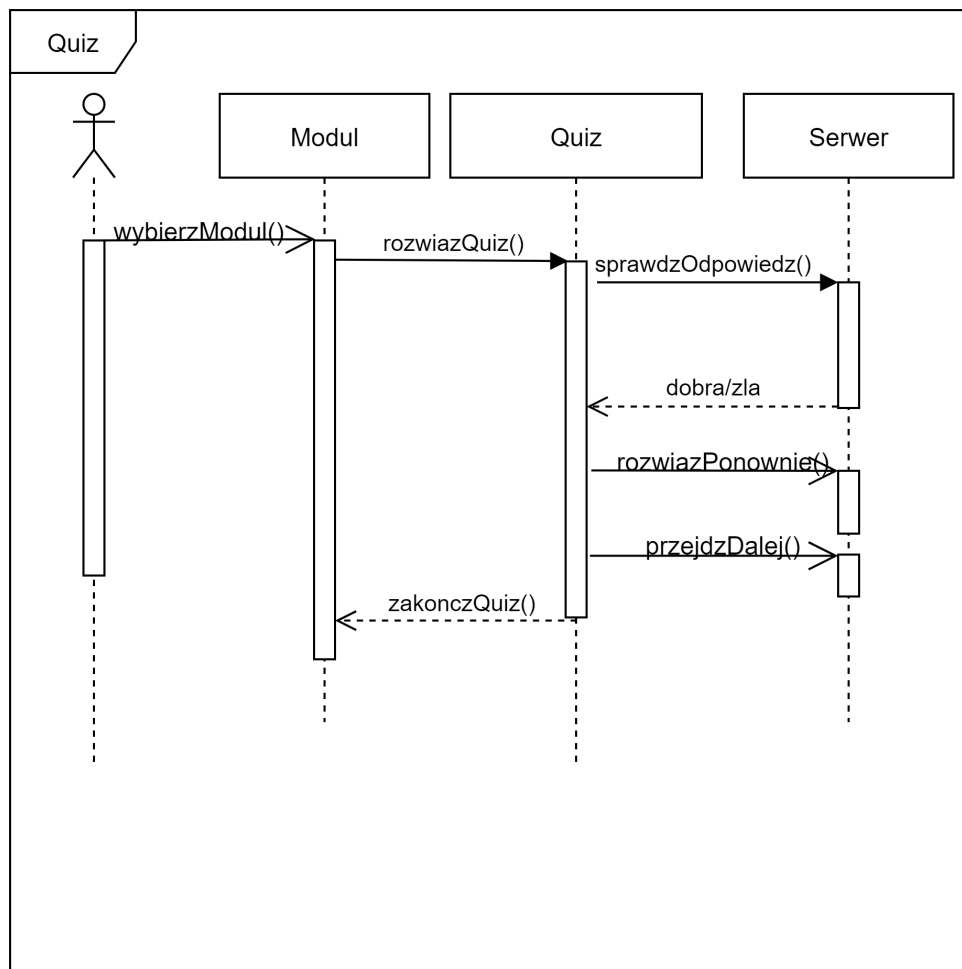 Quiz
Modul
Quiz
Serwer
wybierzModul()
rozwiazQuiz()
sprawdzOdpowiedz()
dobra/zla
rozwiazPonownie()
przejdzDalej()
zakonczQuiz()